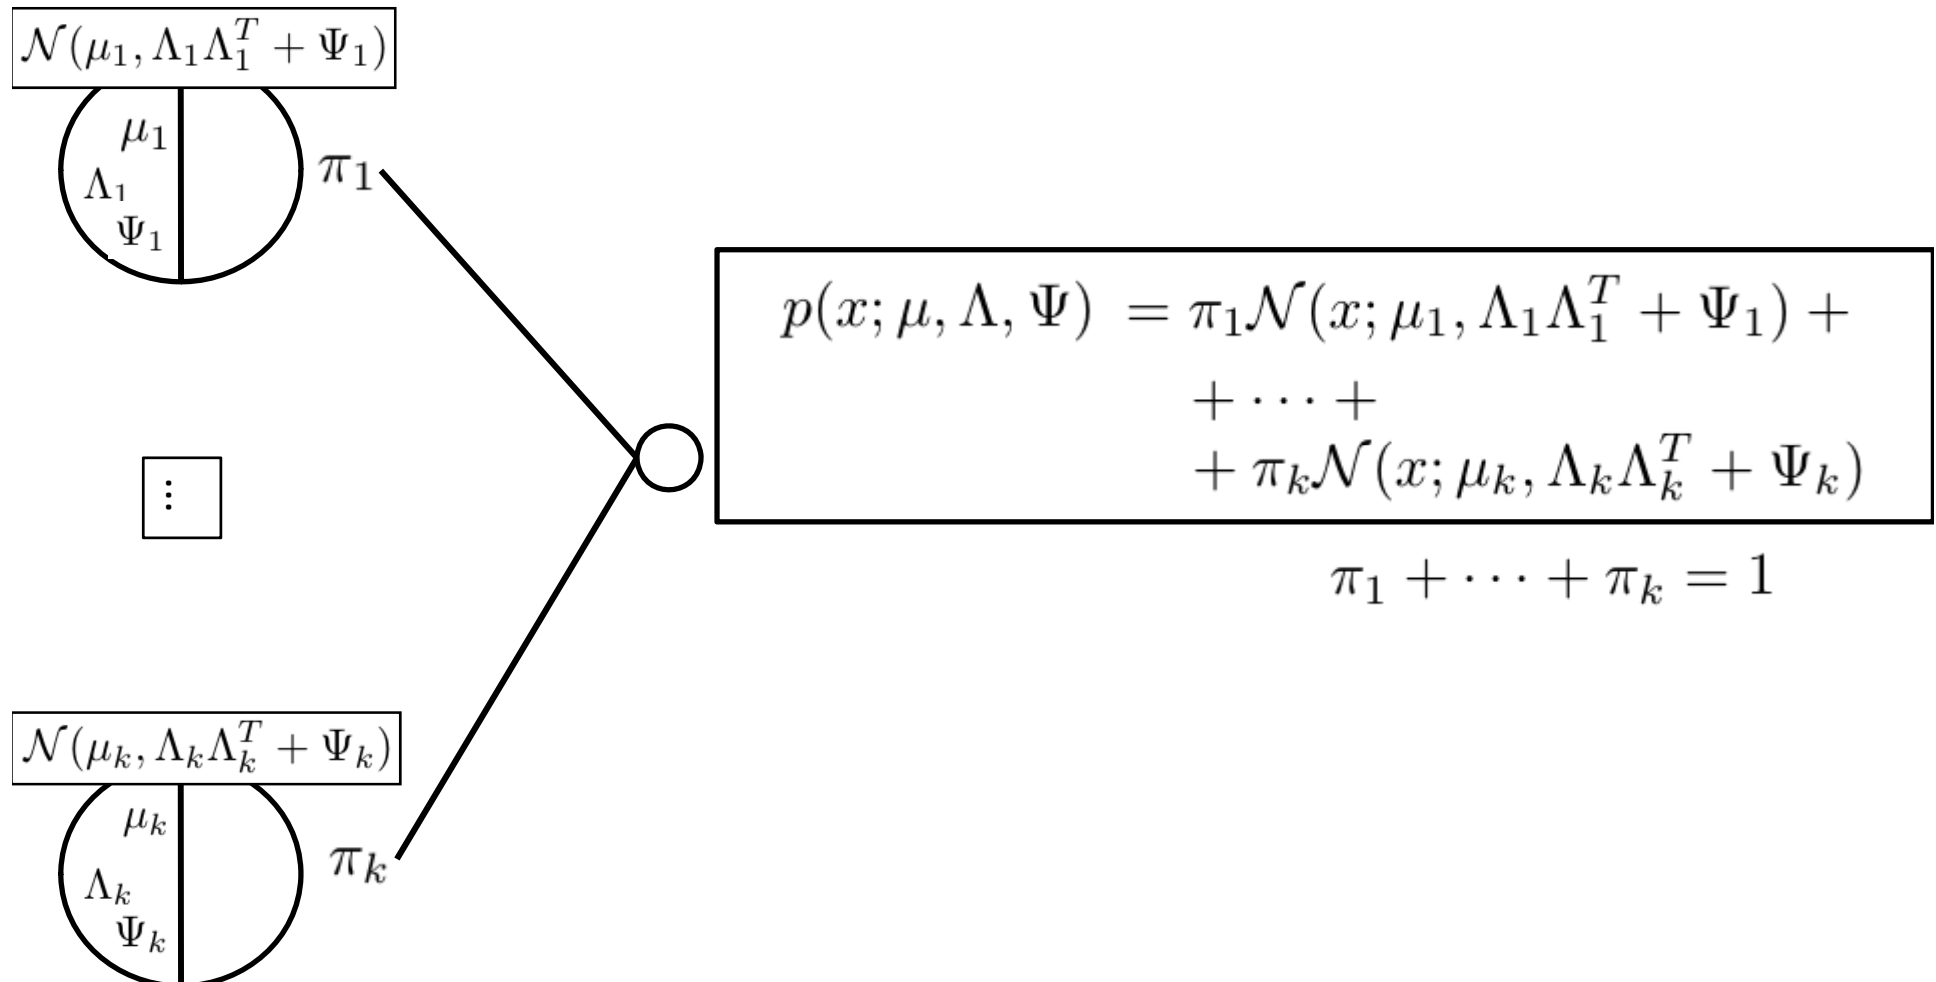 𝒩(μ₁, Λ₁Λ₁ᵀ + Ψ₁)
μ₁
Λ₁
Ψ₁
π₁
p(x; μ, Λ, Ψ) = π₁𝒩(x; μ₁, Λ₁Λ₁ᵀ + Ψ₁) +
+ ⋯ +
+ πₖ𝒩(x; μₖ, ΛₖΛₖᵀ + Ψₖ)
π₁ + ⋯ + πₖ = 1
⋮
𝒩(μₖ, ΛₖΛₖᵀ + Ψₖ)
μₖ
Λₖ
Ψₖ
πₖ